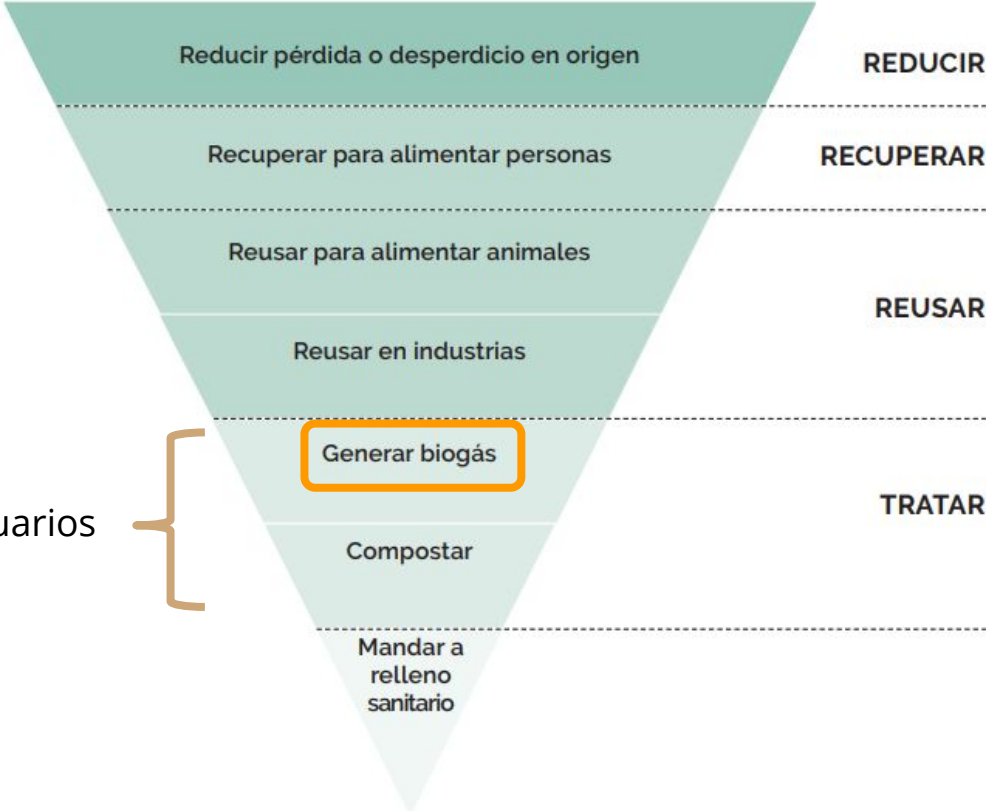 Reducir pérdida o desperdicio en origen
REDUCIR
Recuperar para alimentar personas
RECUPERAR
Reusar para alimentar animales
REUSAR
Reusar en industrias
Generar biogás
TRATAR
Compostar
Mandar a
relleno
sanitario